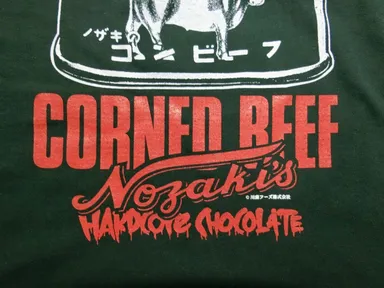 ノザキの
コンビーフ
CORNED BEEF
Nozaki's
© 川商フーズ株式会社
HARDCORE CHOCOLATE